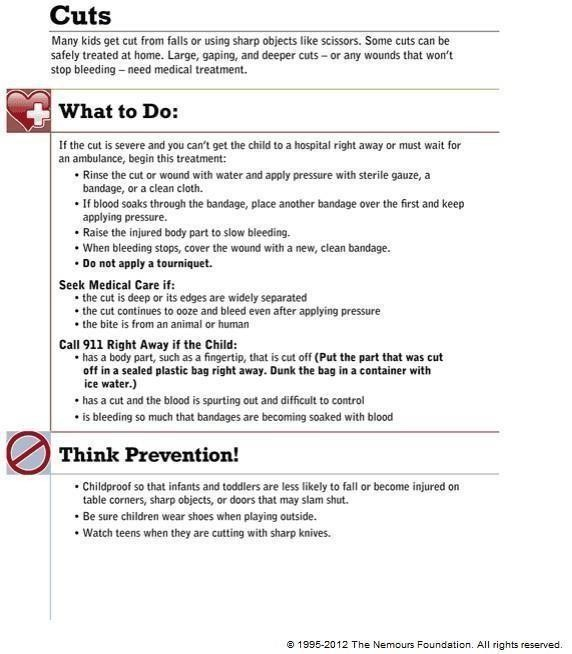 Cuts
Many kids get cut from falls or using sharp objects like scissors. Some cuts can be
safely treated at home. Large, gaping, and deeper cuts – or any wounds that won't
stop bleeding – need medical treatment.
What to Do:
If the cut is severe and you can't get the child to a hospital right away or must wait for
an ambulance, begin this treatment:
• Rinse the cut or wound with water and apply pressure with sterile gauze, a
bandage, or a clean cloth.
• If blood soaks through the bandage, place another bandage over the first and keep
applying pressure.
• Raise the injured body part to slow bleeding.
• When bleeding stops, cover the wound with a new, clean bandage.
• Do not apply a tourniquet.
Seek Medical Care if:
• the cut is deep or its edges are widely separated
• the cut continues to ooze and bleed even after applying pressure
• the bite is from an animal or human
Call 911 Right Away if the Child:
• has a body part, such as a fingertip, that is cut off (Put the part that was cut
off in a sealed plastic bag right away. Dunk the bag in a container with
ice water.)
• has a cut and the blood is spurting out and difficult to control
• is bleeding so much that bandages are becoming soaked with blood
Think Prevention!
• Childproof so that infants and toddlers are less likely to fall or become injured on
table corners, sharp objects, or doors that may slam shut.
• Be sure children wear shoes when playing outside.
• Watch teens when they are cutting with sharp knives.
© 1995-2012 The Nemours Foundation. All rights reserved.